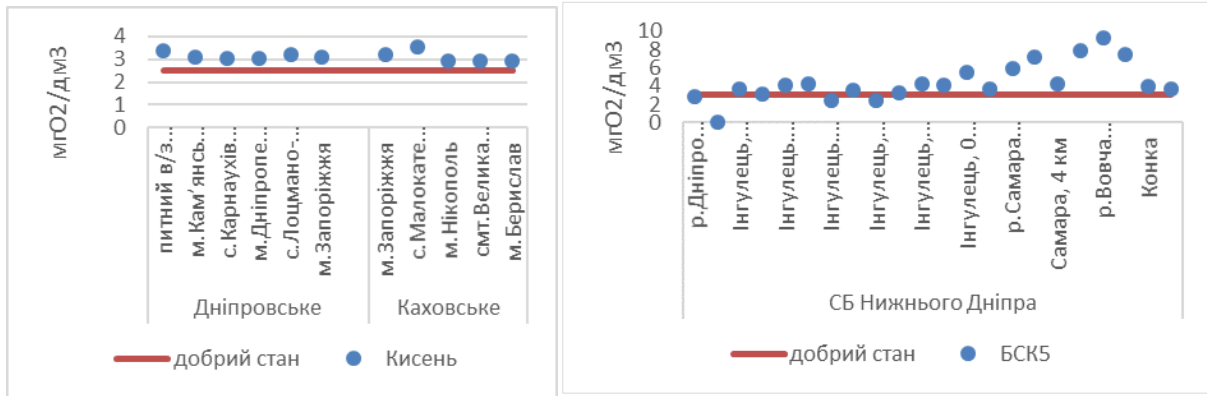 мгО2/дм3
4
3
2
1
0
питний в/з...
м.Кам'янсь...
с.Карнаухів...
м.Дніпропе...
с.Лоцмано-...
м.Запоріжжя
м.Запоріжжя
с.Малокате...
м.Нікополь
смт.Велика...
м.Берислав
Дніпровське
Каховське
добрий стан
Кисень
мгО2/дм3
10
8
6
4
2
0
р.Дніпро...
Інгулець,...
Інгулець...
Інгулець,...
Інгулець,...
Інгулець,...
Інгулець, 0...
р.Самара...
Самара, 4 км
р.Вовча...
Конка
СБ Нижнього Дніпра
добрий стан
БСК5